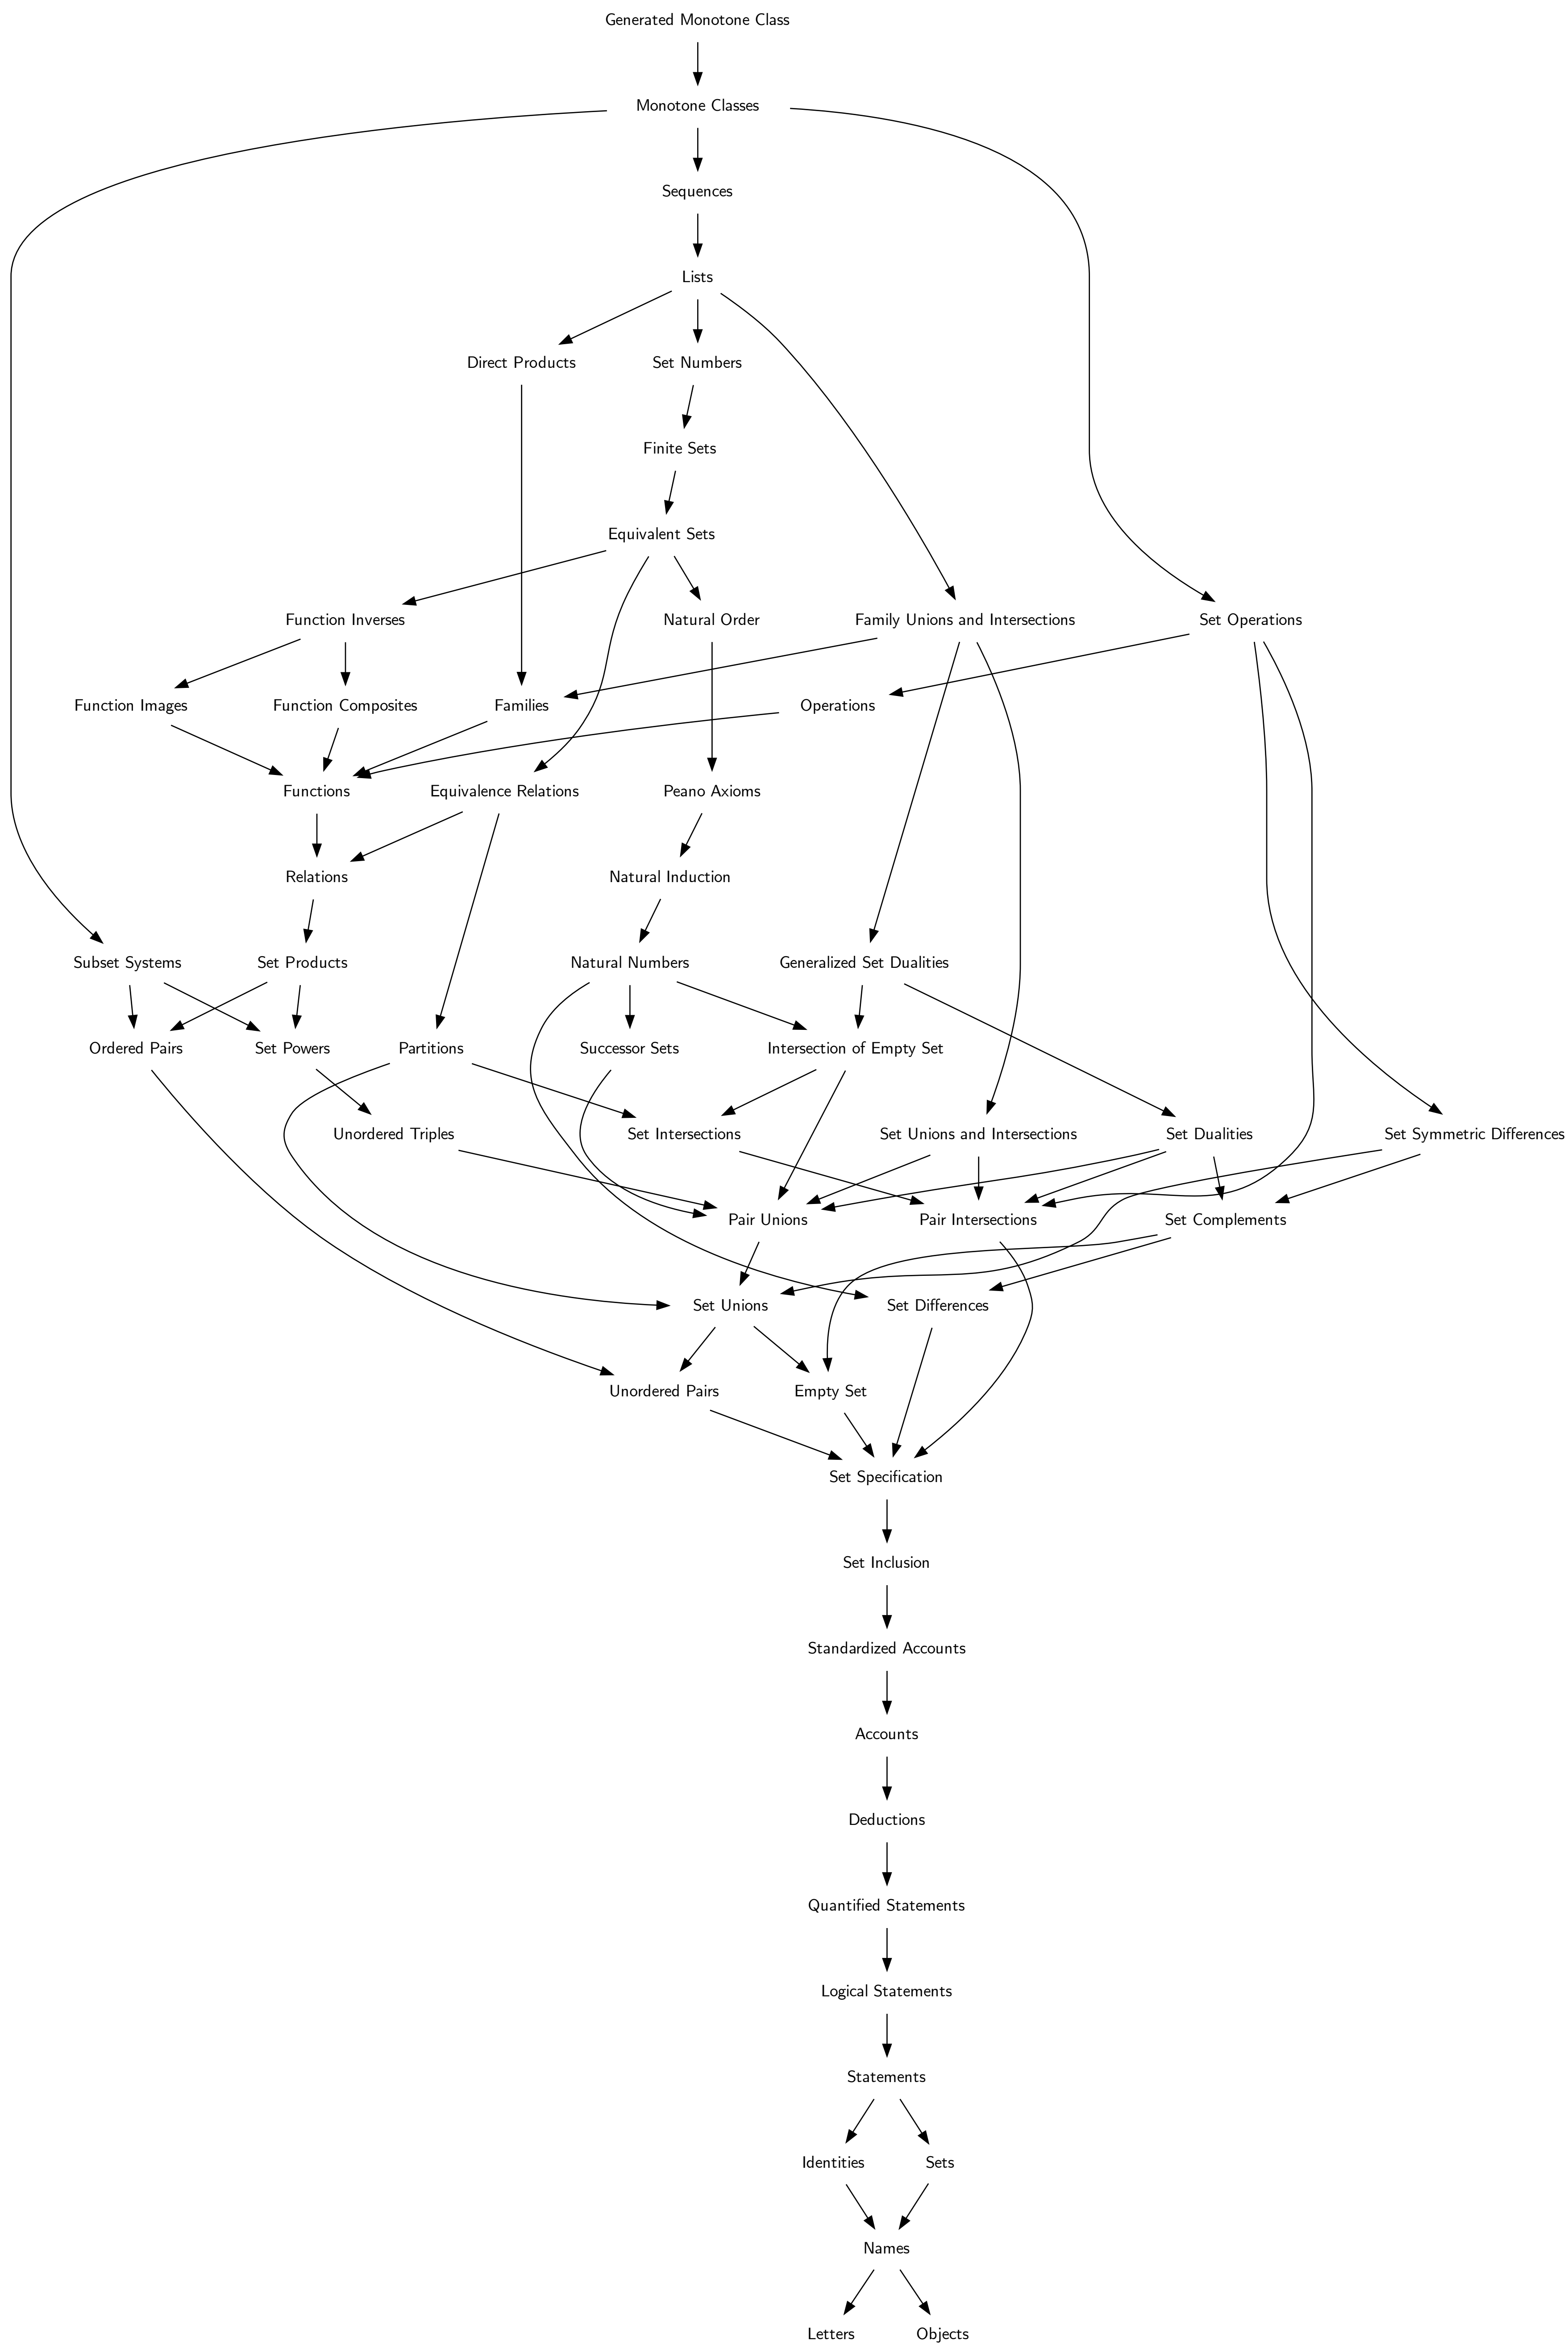 Generated Monotone Class
Monotone Classes
Sequences
Lists
Direct Products
Set Numbers
Finite Sets
Equivalent Sets
Function Inverses
Natural Order
Family Unions and Intersections
Set Operations
Function Images
Function Composites
Families
Operations
Functions
Equivalence Relations
Peano Axioms
Relations
Natural Induction
Subset Systems
Set Products
Natural Numbers
Generalized Set Dualities
Ordered Pairs
Set Powers
Partitions
Successor Sets
Intersection of Empty Set
Unordered Triples
Set Intersections
Set Unions and Intersections
Set Dualities
Set Symmetric Differences
Pair Unions
Pair Intersections
Set Complements
Set Unions
Set Differences
Unordered Pairs
Empty Set
Set Specification
Set Inclusion
Standardized Accounts
Accounts
Deductions
Quantified Statements
Logical Statements
Statements
Identities
Sets
Names
Letters
Objects